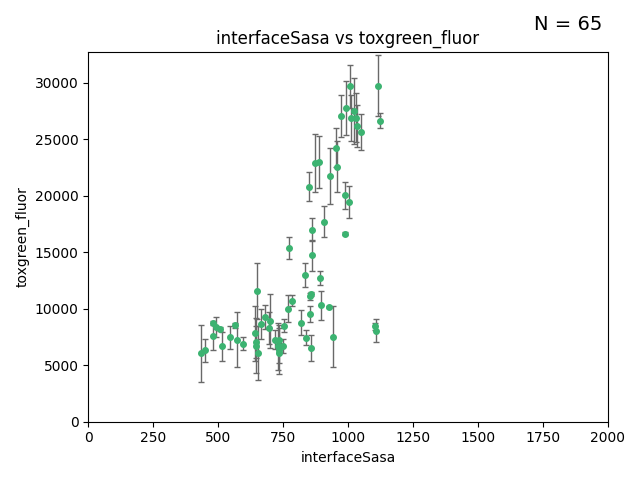 N = 65
interfaceSasa vs toxgreen_fluor
30000
25000
20000
15000
10000
5000
0
toxgreen_fluor
0 250 500 750 1000 1250 1500 1750 2000
interfaceSasa